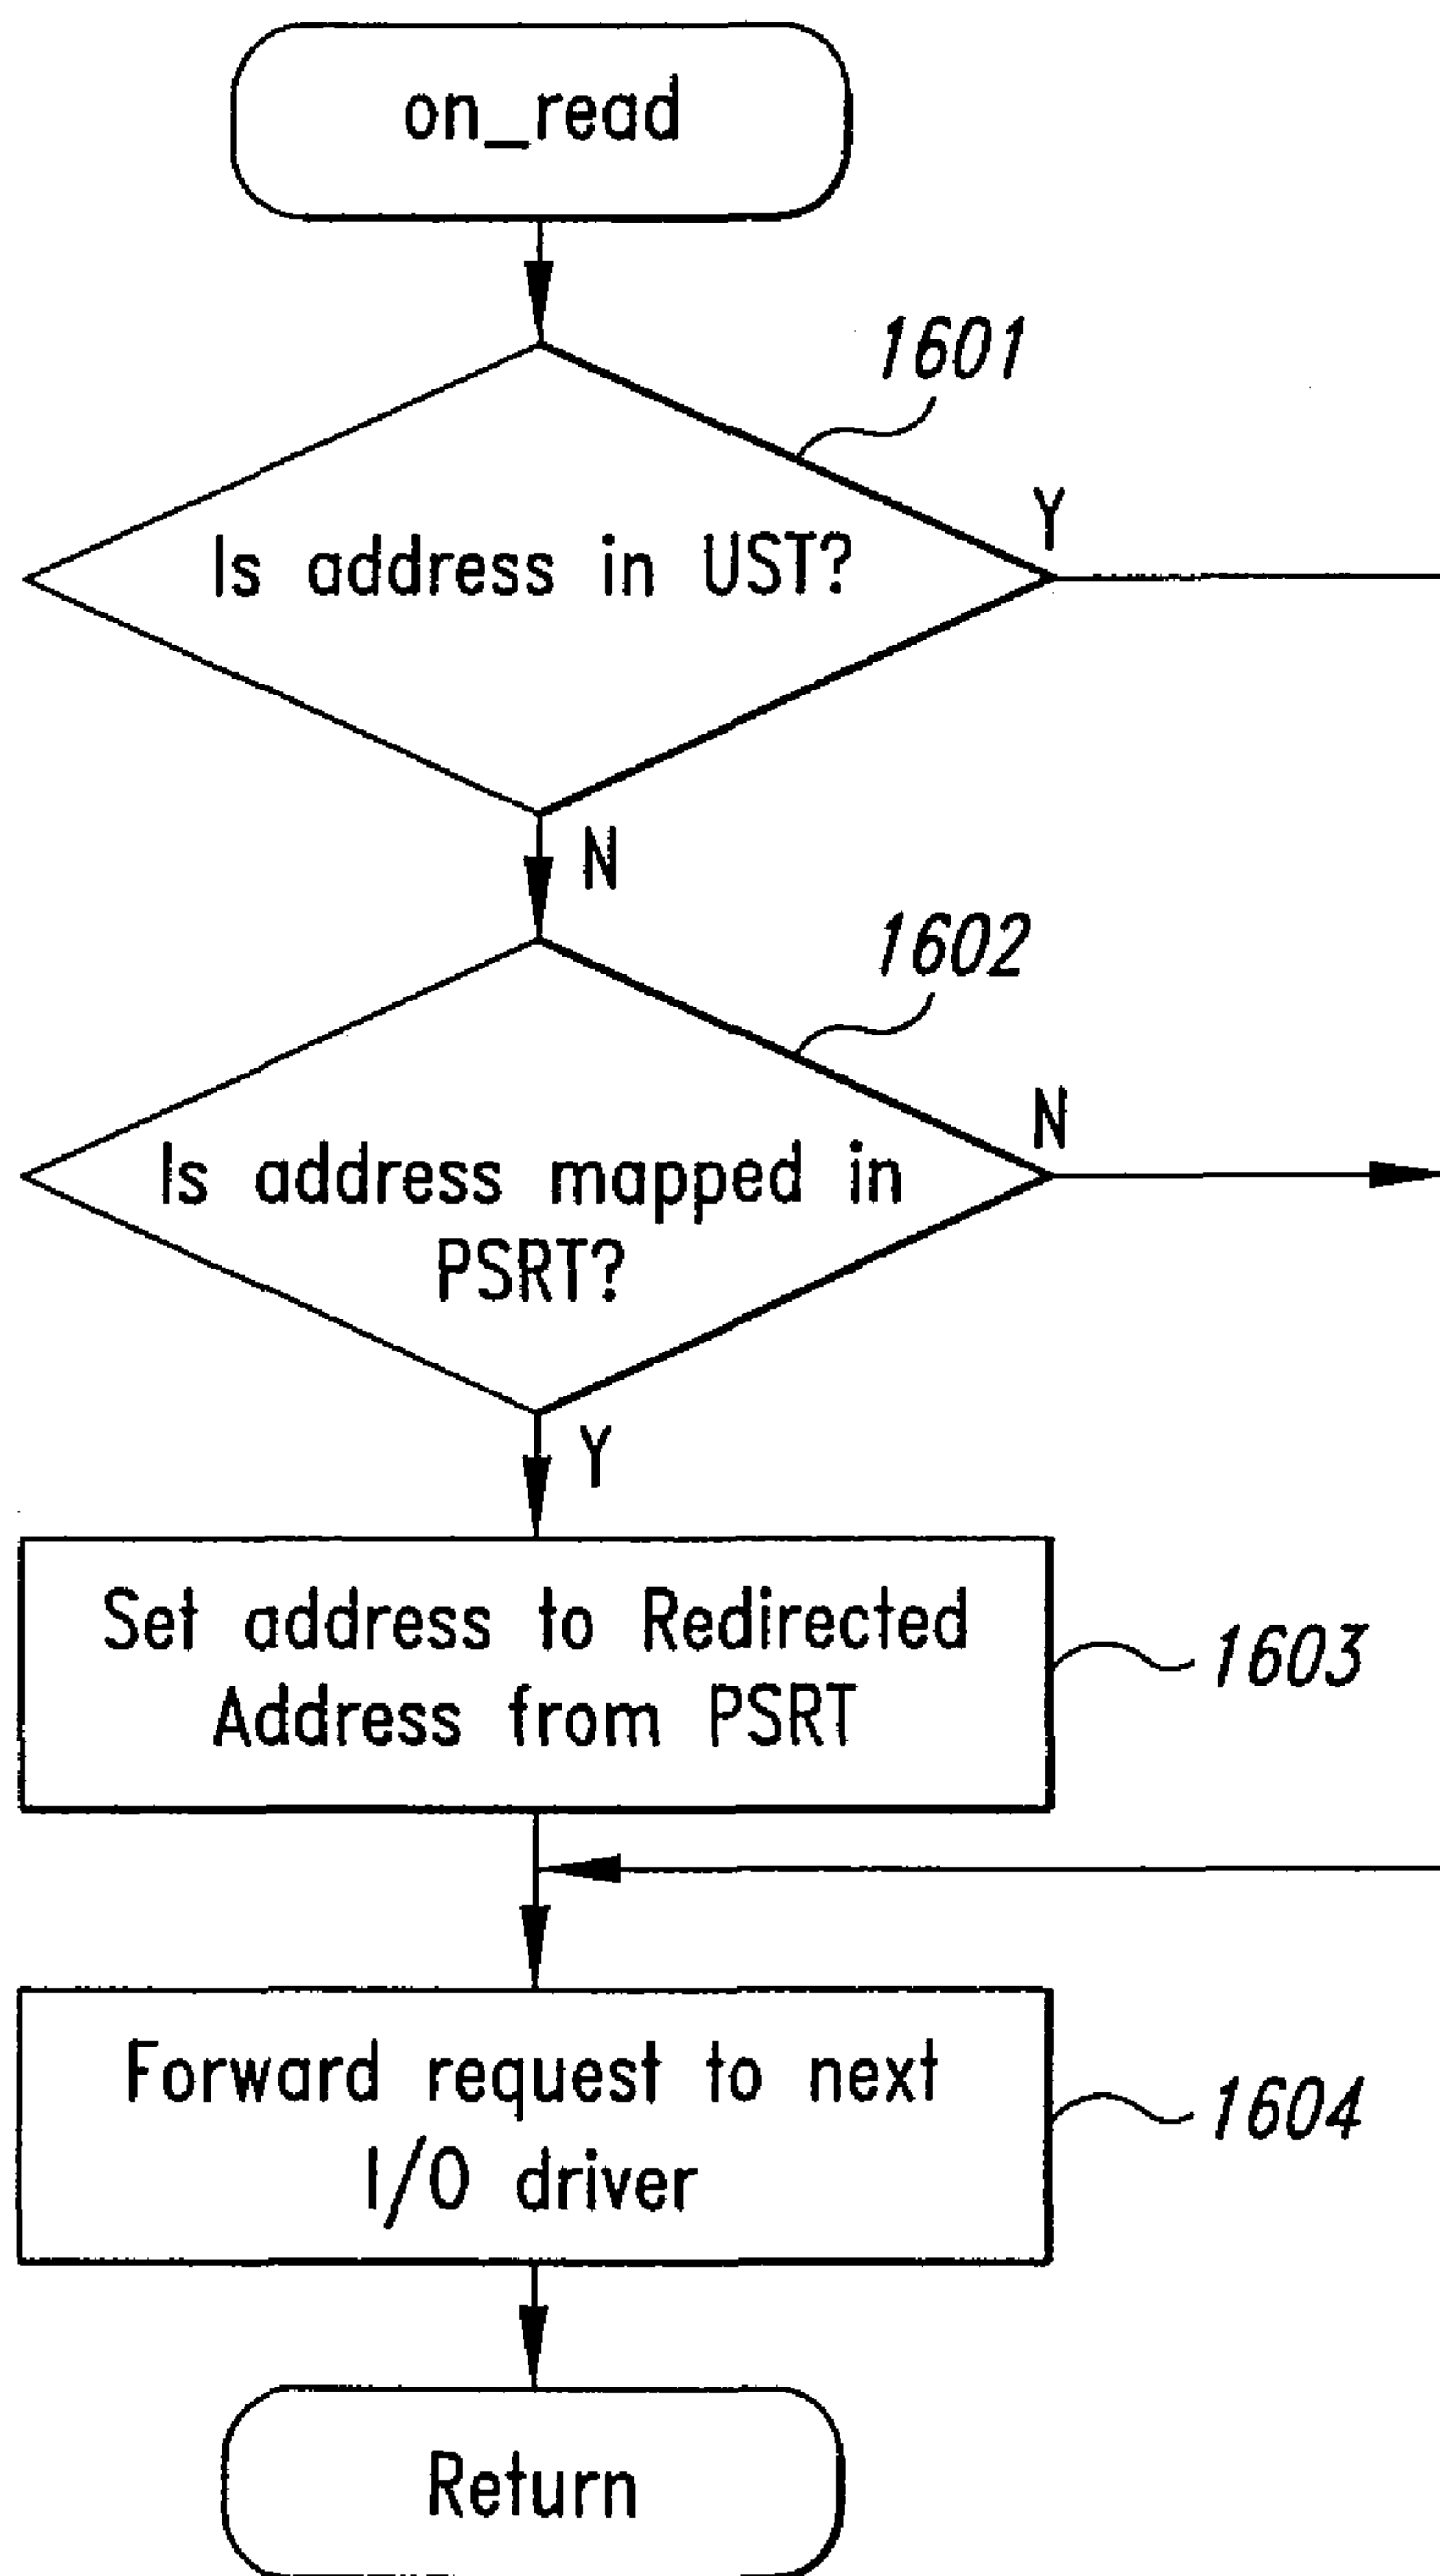 on_read
1601
Is address in UST?
Y
N
1602
Is address mapped in
PSRT?
N
Y
Set address to Redirected
Address from PSRT
1603
Forward request to next
I/O driver
1604
Return